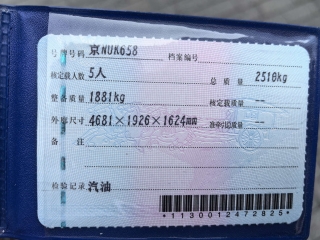 号牌号码 京NUK658 档案编号
核定载人数 5人 总质量 2510kg
整备质量 1881kg 核定载质量 --
外廓尺寸 4681×1926×1624mm 准牵引总质量 --
备注
检验记录 汽油
*1130012472825*